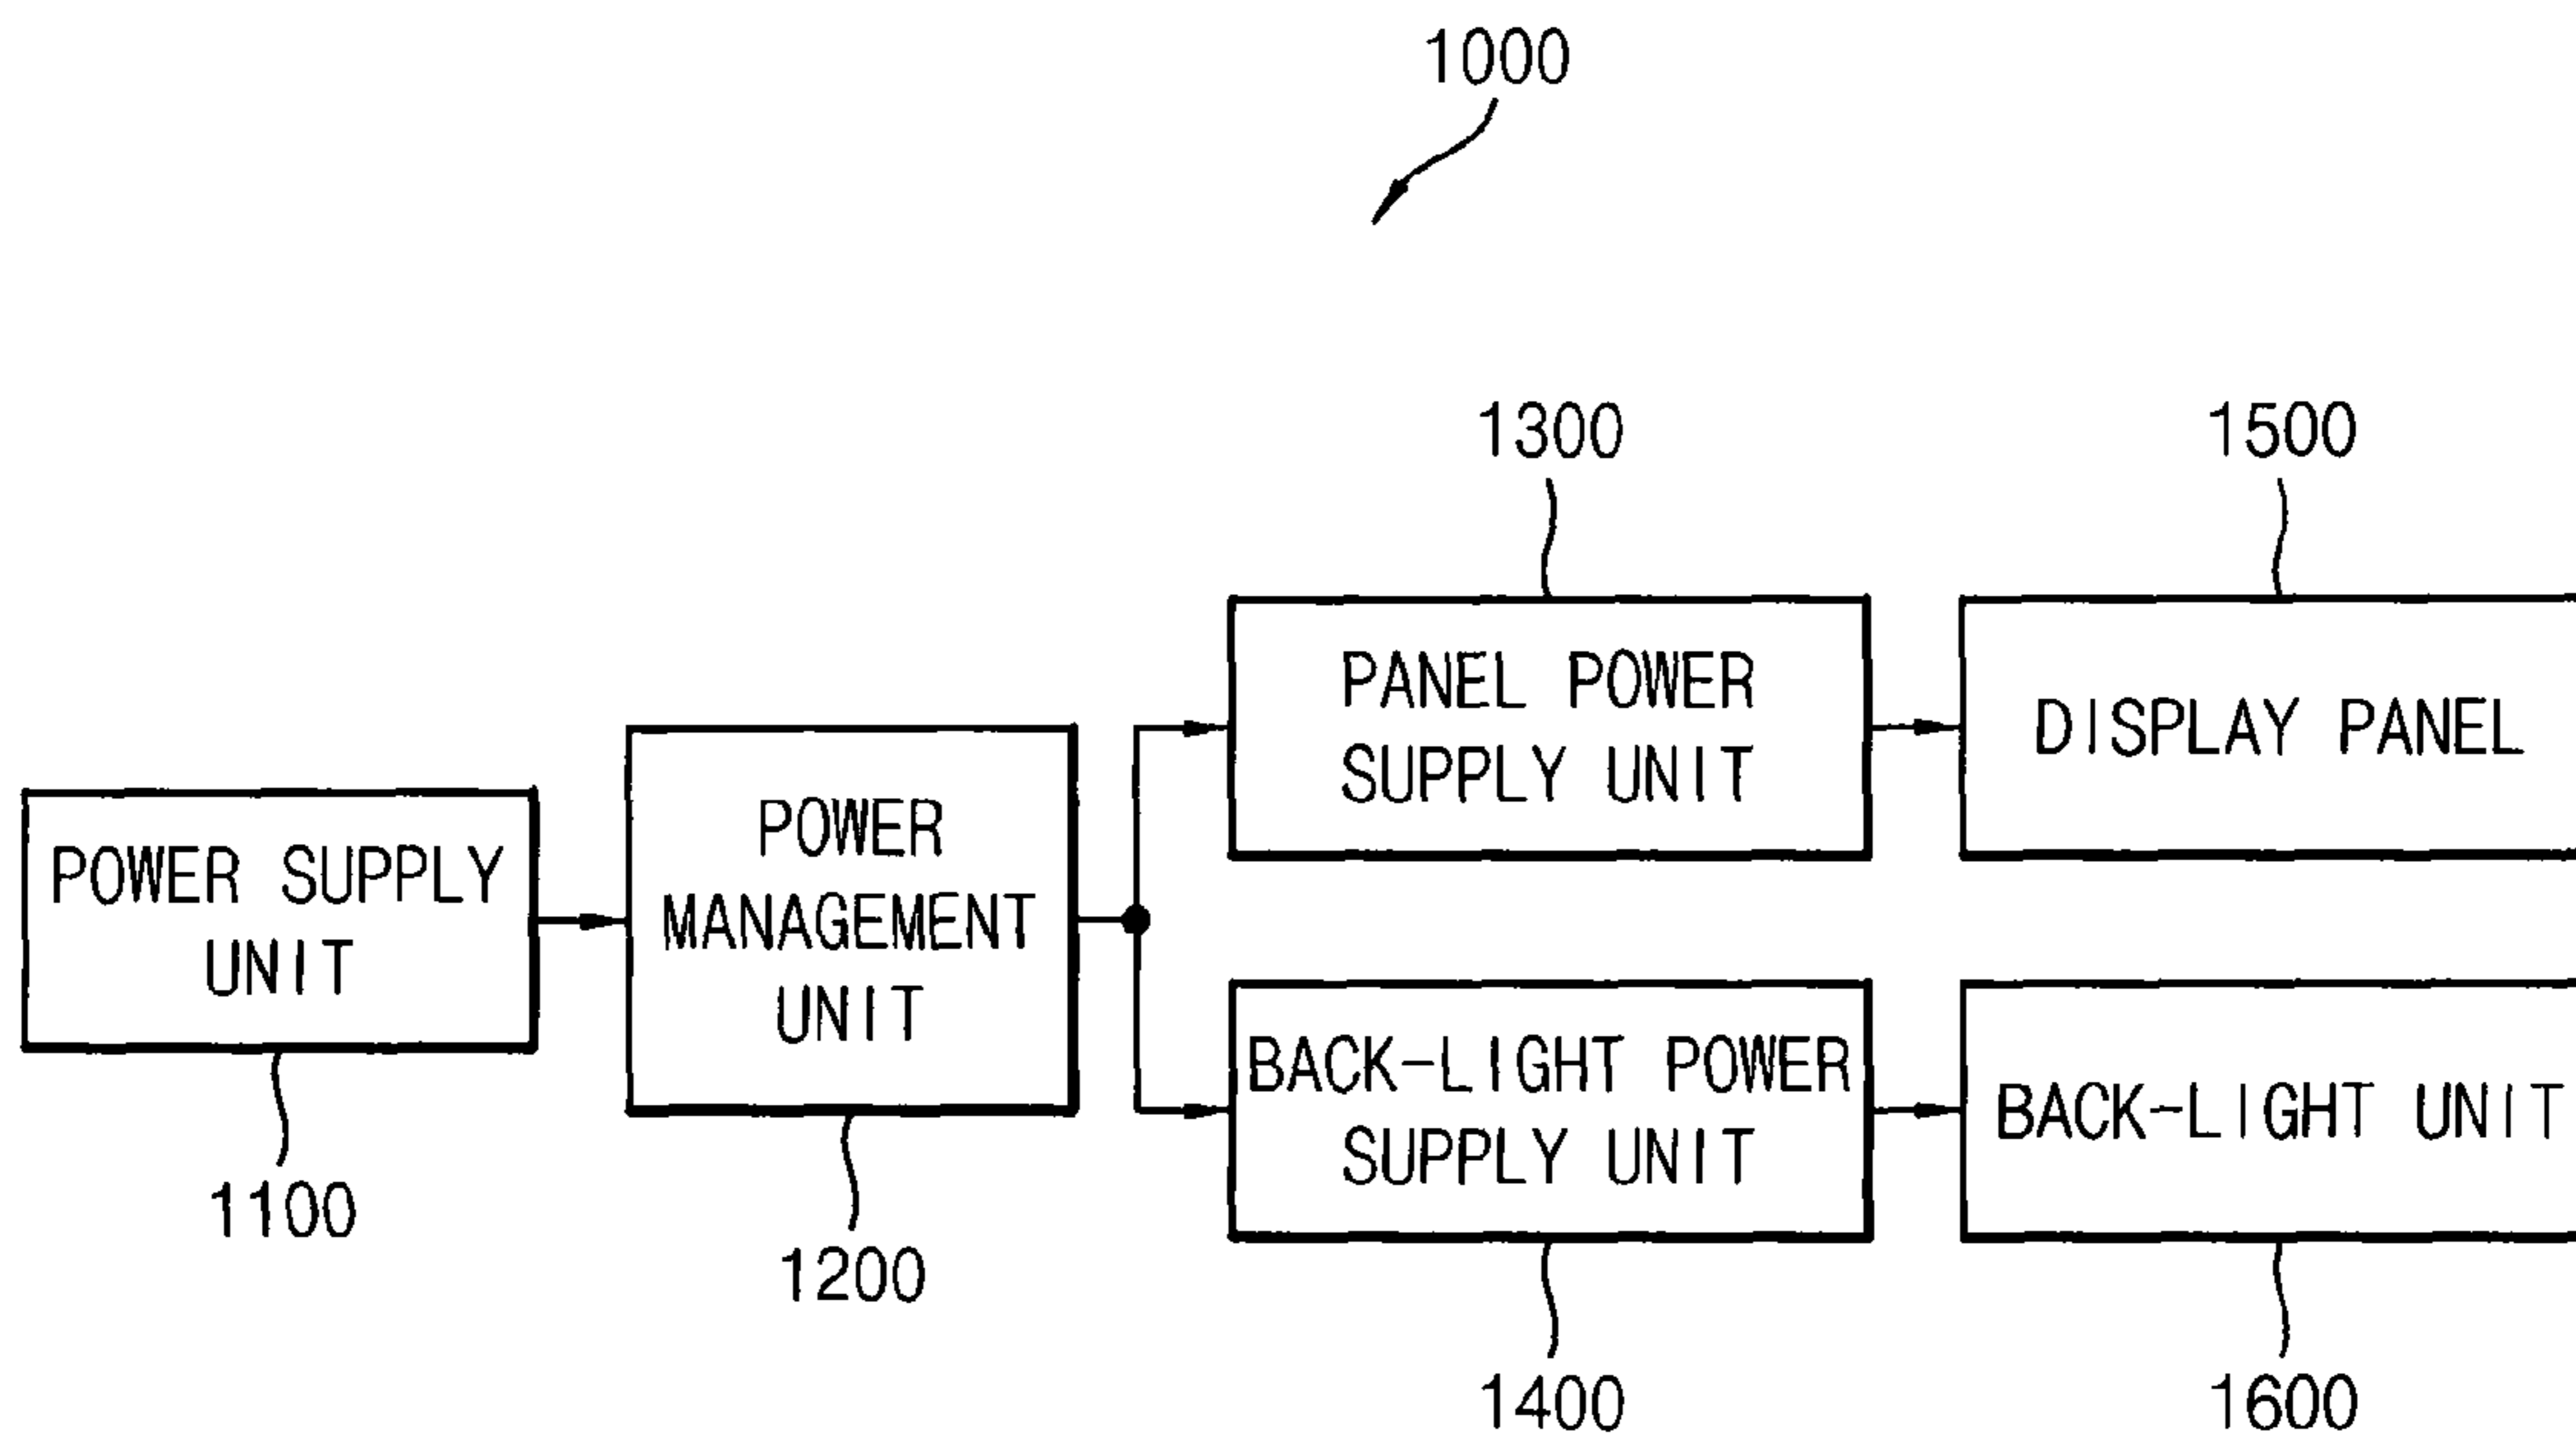 1000
1300
1500
PANEL POWER
SUPPLY UNIT
DISPLAY PANEL
POWER SUPPLY
UNIT
POWER
MANAGEMENT
UNIT
BACK-LIGHT POWER
SUPPLY UNIT
BACK-LIGHT UNIT
1100
1200
1400
1600